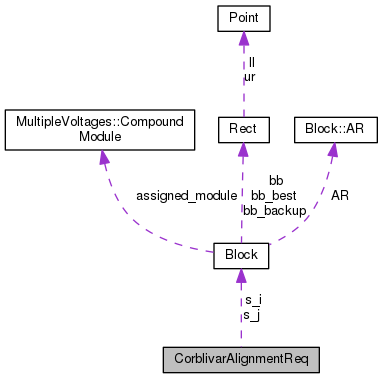 Point
ll
ur
MultipleVoltages::Compound
Module
Rect
Block::AR
assigned_module
bb
bb_best
bb_backup
AR
Block
s_i
s_j
CorblivarAlignmentReq